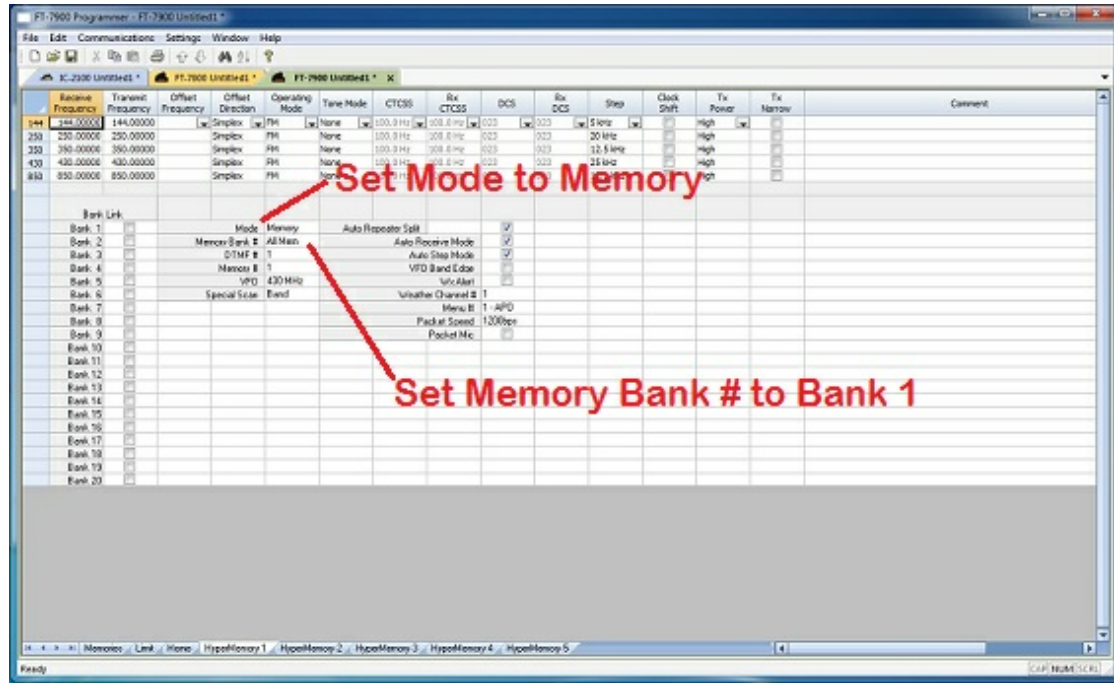 FT-7900 Programmer - FT-7900 Untitled1 *
File Edit Communications Settings Window Help
IC-2100 Untitled1 * FT-7800 Untitled1 * FT-7900 Untitled1 * x
Receive Frequency Transmit Frequency Offset Frequency Offset Direction Operating Mode Tone Mode CTCSS Rx CTCSS DCS Rx DCS Step Clock Shift Tx Power Tx Narrow Comment
144 144.00000 144.00000 Simplex FM None 100.0 Hz 100.0 Hz 023 023 5 kHz High
250 250.00000 250.00000 Simplex FM None 100.0 Hz 100.0 Hz 023 023 20 kHz High
350 350.00000 350.00000 Simplex FM None 100.0 Hz 100.0 Hz 023 023 12.5 kHz High
430 430.00000 430.00000 Simplex FM None 100.0 Hz 100.0 Hz 023 023 25 kHz High
850 850.00000 850.00000 Simplex FM None High
Set Mode to Memory
Bank Link
Bank 1 Mode Memory Auto Repeater Split
Bank 2 Memory Bank # All Mem Auto Receive Mode
Bank 3 DTMF # 1 Auto Step Mode
Bank 4 Memory # 1 VFO Band Edge
Bank 5 VFO 430 MHz Wx Alert
Bank 6 Special Scan Band Weather Channel # 1
Bank 7 Menu # 1 - APO
Bank 8 Packet Speed 1200bps
Bank 9 Packet Mic
Bank 10
Bank 11
Bank 12
Bank 13
Set Memory Bank # to Bank 1
Bank 14
Bank 15
Bank 16
Bank 17
Bank 18
Bank 19
Bank 20
Memories Limit Home HyperMemory 1 HyperMemory 2 HyperMemory 3 HyperMemory 4 HyperMemory 5
Ready CAP NUM SCRL